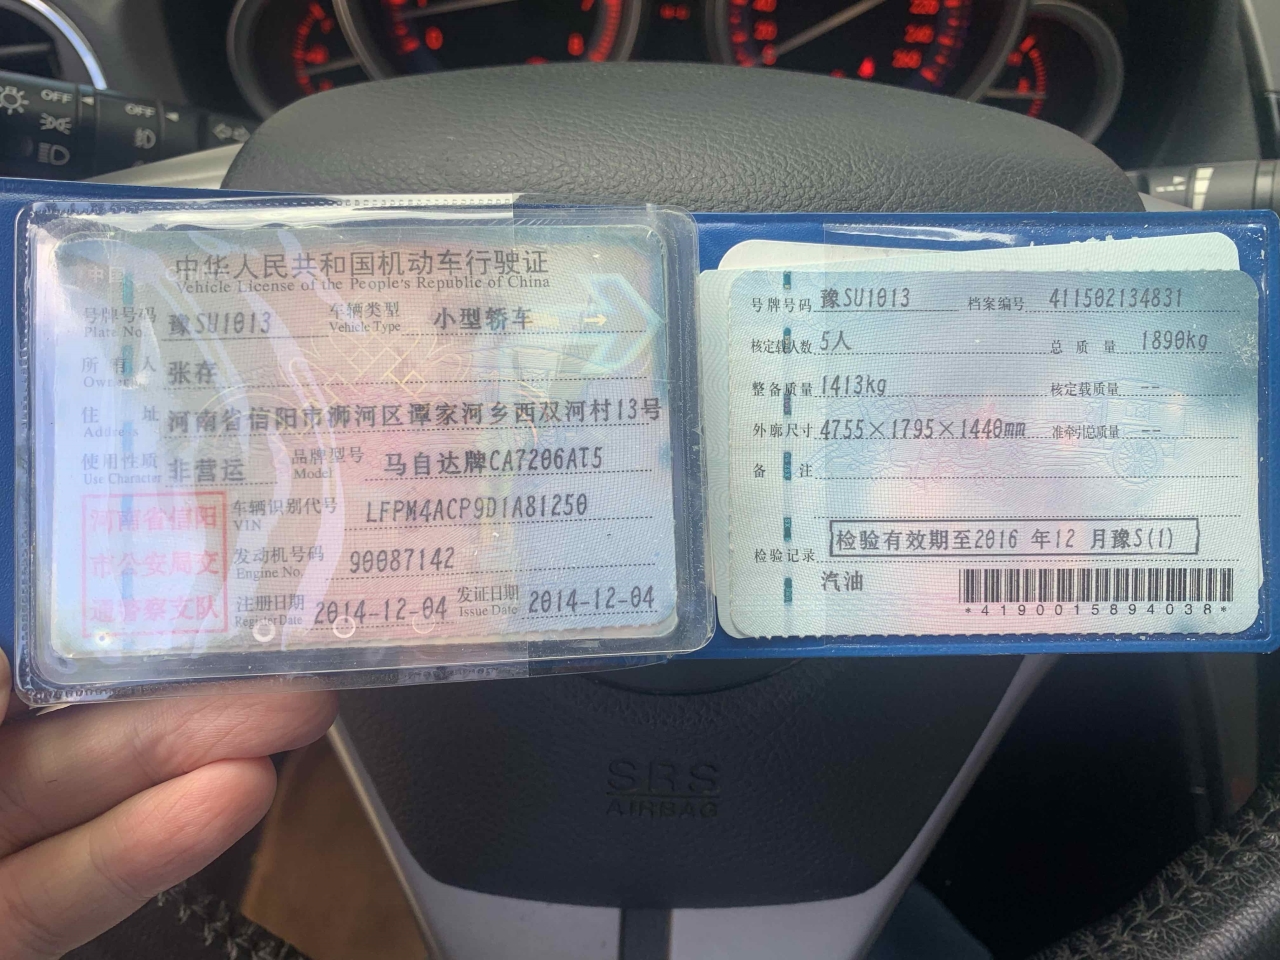 中华人民共和国机动车行驶证
Vehicle License of the People's Republic of China
号牌号码 豫SU1013 车辆类型 小型轿车
Plate No. Vehicle Type
所有人 张存
Owner
住址 河南省信阳市浉河区谭家河乡西双河村13号
Address
使用性质 非营运 品牌型号 马自达牌CA7206AT5
Use Character Model
河南省信阳
市公安局交
通警察支队
车辆识别代号 LFPM4ACP9D1A81250
VIN
发动机号码 90087142
Engine No.
注册日期 2014-12-04 发证日期 2014-12-04
Register Date Issue Date
号牌号码 豫SU1013 档案编号 411502134831
核定载人数 5人 总质量 1890kg
整备质量 1413kg 核定载质量 --
外廓尺寸 4755×1795×1440mm 准牵引总质量 --
备注
检验记录 检验有效期至2016 年12 月豫S(1)
汽油
*4190015894038*
SRS
AIRBAG
OFF
OFF
0
8
20
40
220
240
260